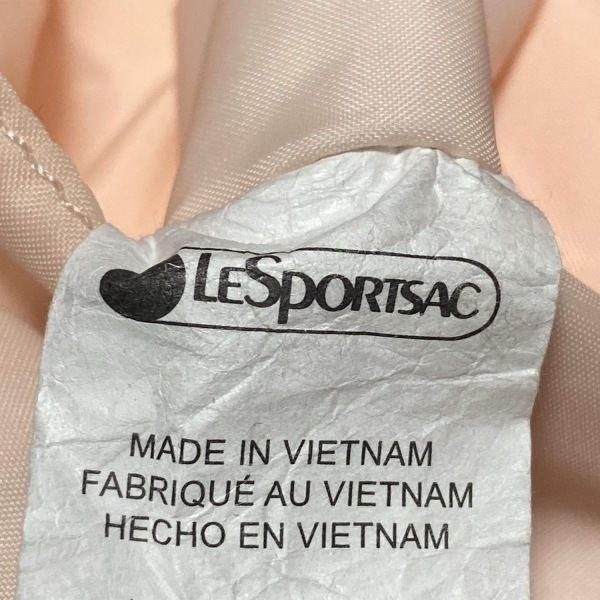 LESPORTSAC
MADE IN VIETNAM
FABRIQUÉ AU VIETNAM
HECHO EN VIETNAM